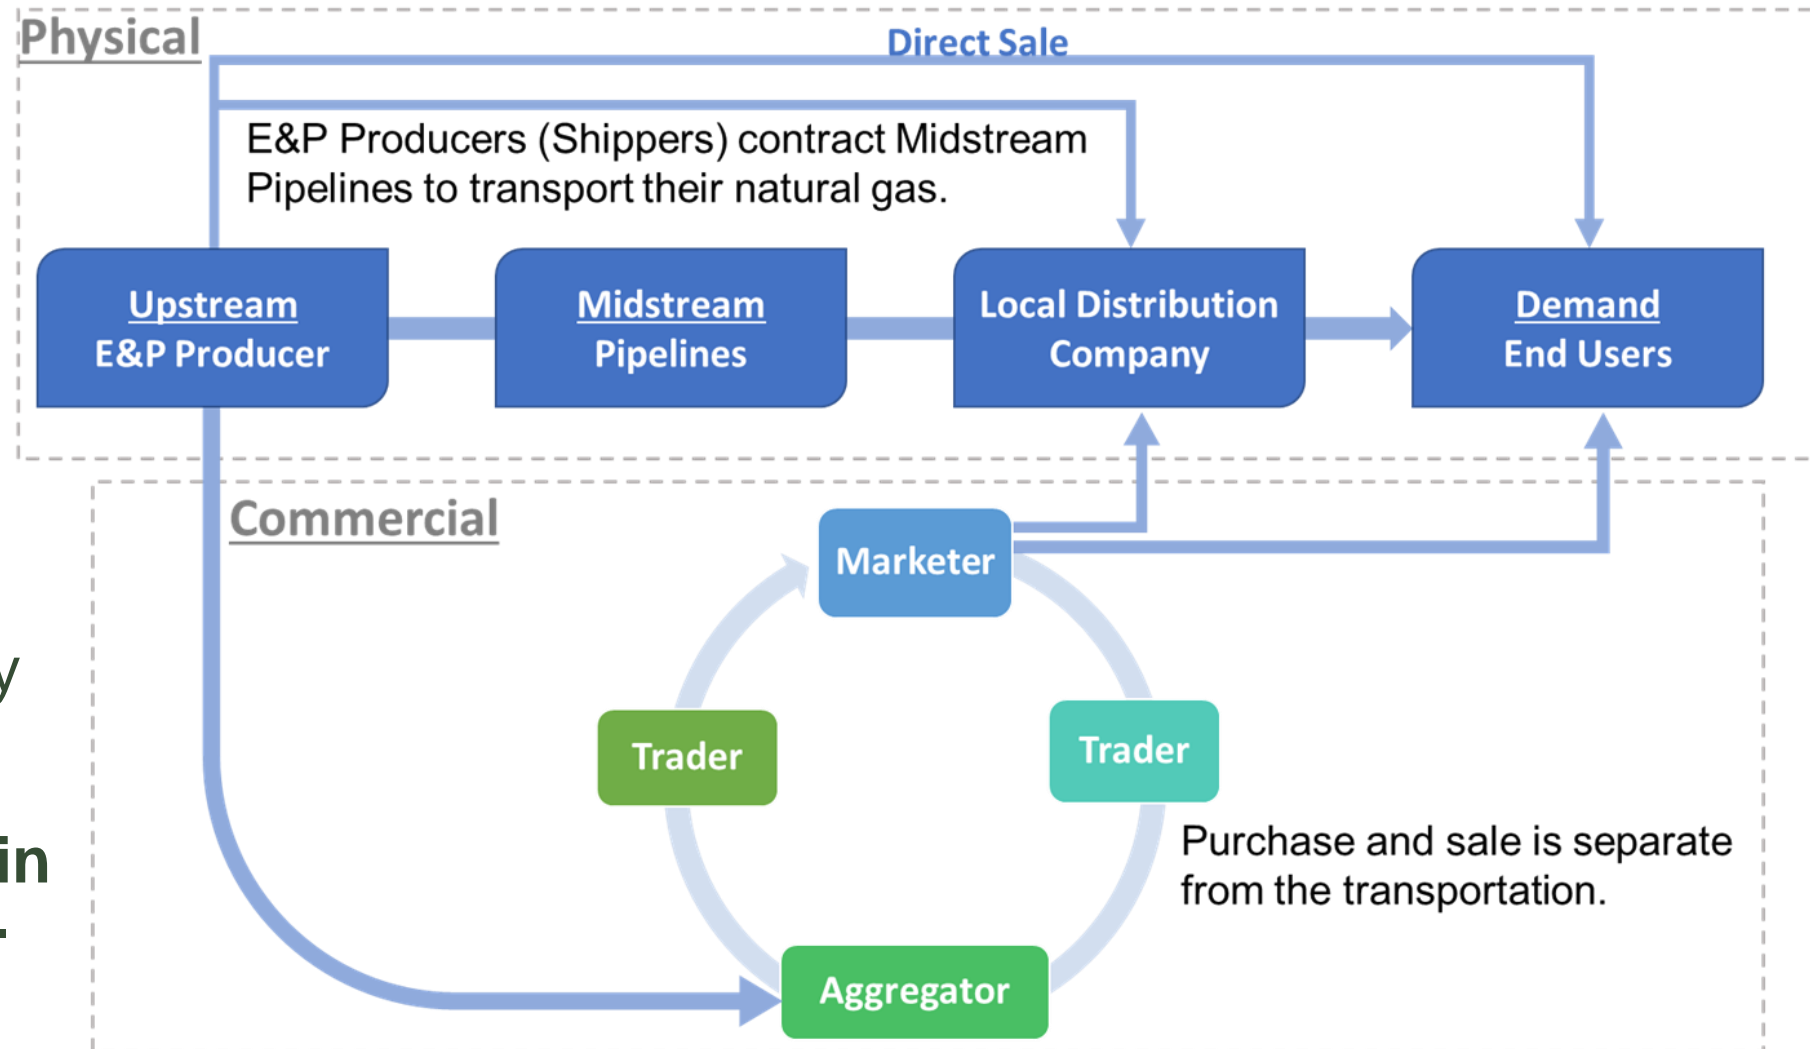 Physical
Direct Sale
E&P Producers (Shippers) contract Midstream
Pipelines to transport their natural gas.
Upstream
E&P Producer
Midstream
Pipelines
Local Distribution
Company
Demand
End Users
Commercial
Marketer
y
Trader
Trader
in
Purchase and sale is separate
from the transportation.
.
Aggregator